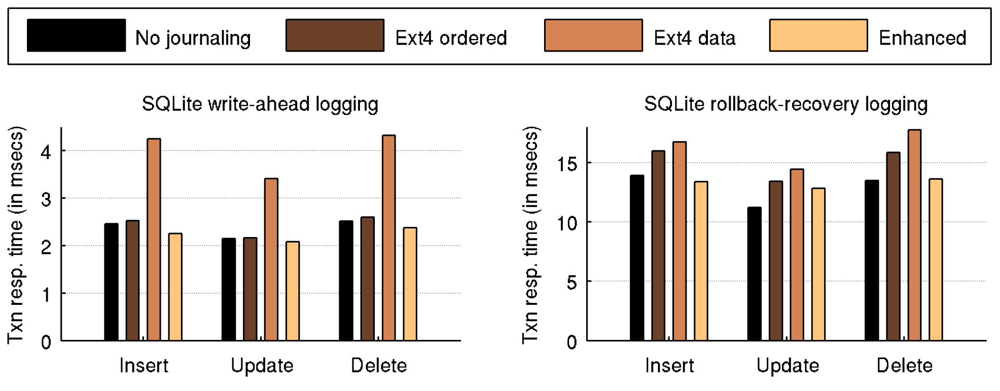 No journaling Ext4 ordered Ext4 data Enhanced
SQLite write-ahead logging
Txn resp. time (in msecs)
4
3
2
1
0
Insert Update Delete
SQLite rollback-recovery logging
Txn resp. time (in msecs)
15
10
5
0
Insert Update Delete